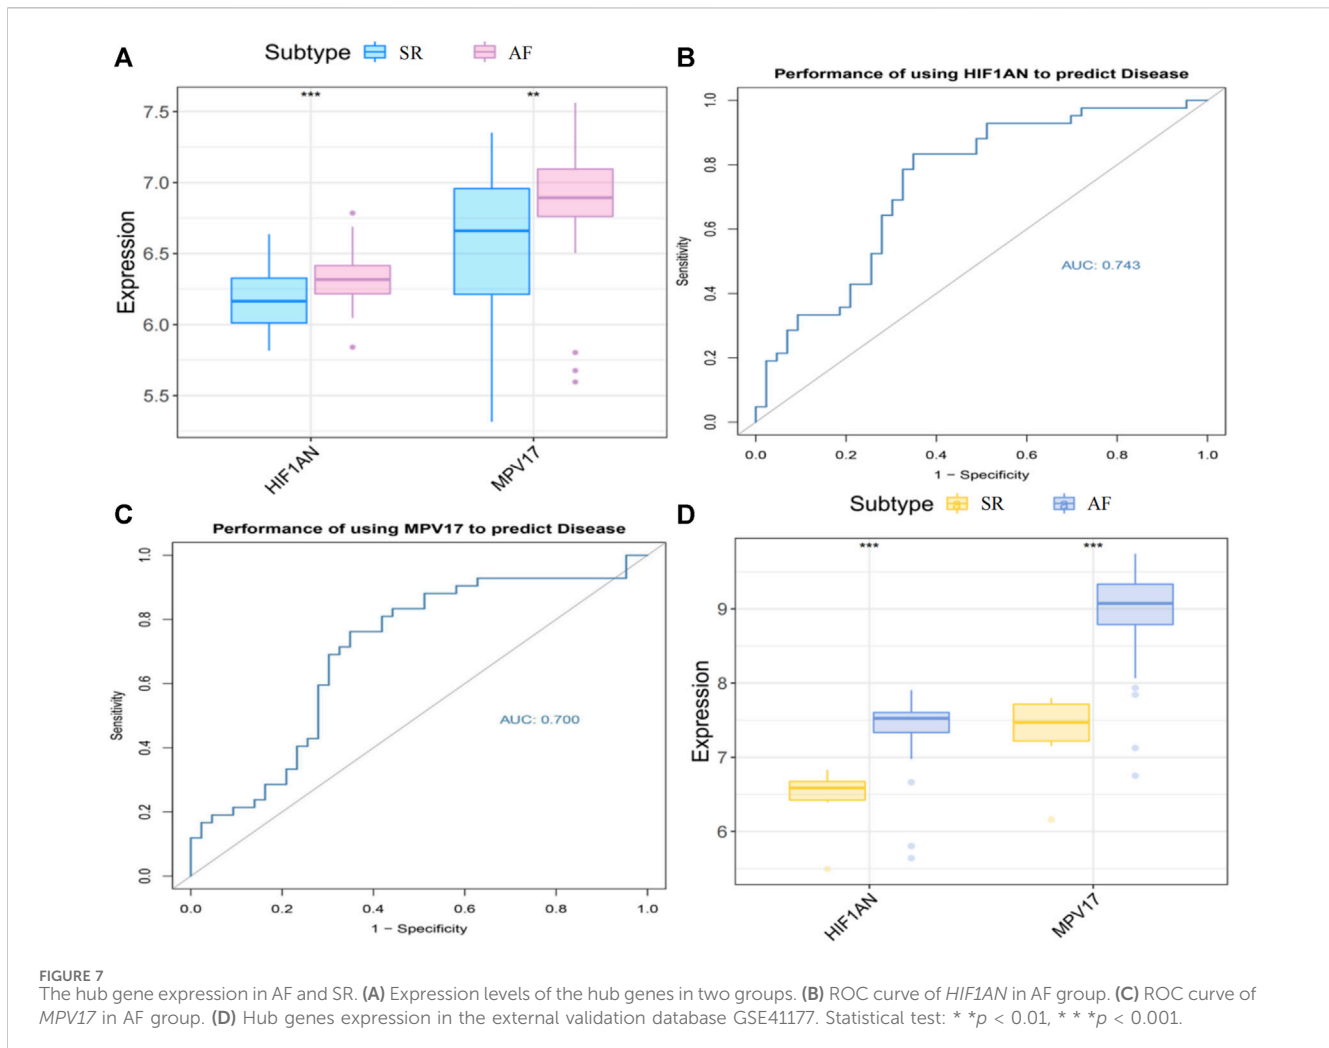 A
Subtype SR AF
*** **
7.5
7.0
6.5
6.0
5.5
Expression
HIF1AN MPV17
B
Performance of using HIF1AN to predict Disease
1.0
0.8
0.6
0.4
0.2
0.0
Sensitivity
AUC: 0.743
0.0 0.2 0.4 0.6 0.8 1.0
1 − Specificity
C
Performance of using MPV17 to predict Disease
1.0
0.8
0.6
0.4
0.2
0.0
Sensitivity
AUC: 0.700
0.0 0.2 0.4 0.6 0.8 1.0
1 − Specificity
D
Subtype SR AF
*** ***
9
8
7
6
Expression
HIF1AN MPV17
FIGURE 7
The hub gene expression in AF and SR. (A) Expression levels of the hub genes in two groups. (B) ROC curve of HIF1AN in AF group. (C) ROC curve of
MPV17 in AF group. (D) Hub genes expression in the external validation database GSE41177. Statistical test: * *p < 0.01, * * *p < 0.001.